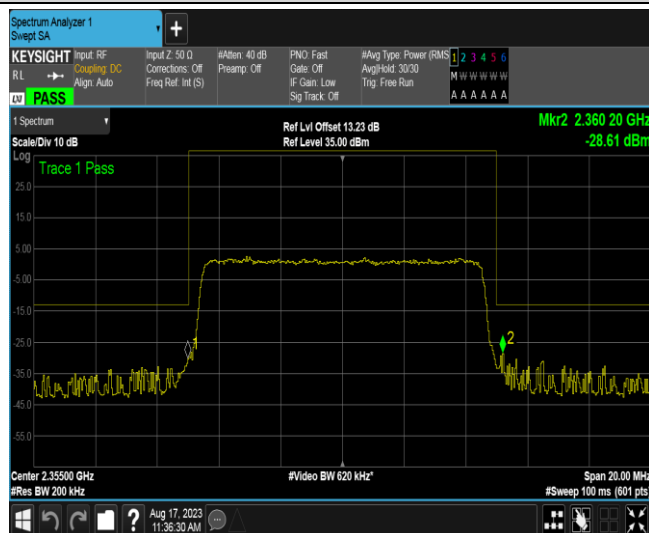 Spectrum Analyzer 1
Swept SA
+
KEYSIGHT Input: RF Input Z: 50 Ω #Atten: 40 dB PNO: Fast #Avg Type: Power (RMS 1 2 3 4 5 6
RL Coupling: DC Corrections: Off Preamp: Off Gate: Off Avg|Hold: 30/30 M W W W W W
Align: Auto Freq Ref: Int (S) IF Gain: Low Trig: Free Run
LXI PASS Sig Track: Off A A A A A A
1 Spectrum Ref Lvl Offset 13.23 dB Mkr2 2.360 20 GHz
Scale/Div 10 dB Ref Level 35.00 dBm -28.61 dBm
Log
Trace 1 Pass
25.0
15.0
5.00
-5.00
-15.0
-25.0
1
2
-35.0
-45.0
-55.0
Center 2.35500 GHz #Video BW 620 kHz* Span 20.00 MHz
#Res BW 200 kHz #Sweep 100 ms (601 pts)
? Aug 17, 2023
11:36:30 AM